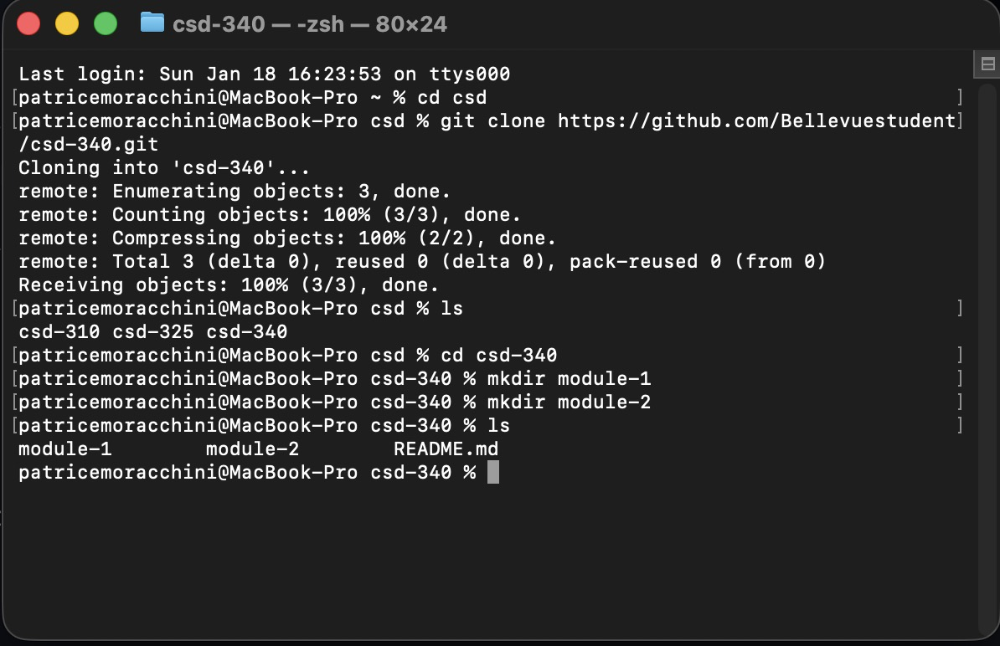 csd-340 — -zsh — 80×24
Last login: Sun Jan 18 16:23:53 on ttys000
[patricemoracchini@MacBook-Pro ~ % cd csd ]
[patricemoracchini@MacBook-Pro csd % git clone https://github.com/Bellevuestudent]
/csd-340.git
Cloning into 'csd-340'...
remote: Enumerating objects: 3, done.
remote: Counting objects: 100% (3/3), done.
remote: Compressing objects: 100% (2/2), done.
remote: Total 3 (delta 0), reused 0 (delta 0), pack-reused 0 (from 0)
Receiving objects: 100% (3/3), done.
[patricemoracchini@MacBook-Pro csd % ls ]
csd-310 csd-325 csd-340
[patricemoracchini@MacBook-Pro csd % cd csd-340 ]
[patricemoracchini@MacBook-Pro csd-340 % mkdir module-1 ]
[patricemoracchini@MacBook-Pro csd-340 % mkdir module-2 ]
[patricemoracchini@MacBook-Pro csd-340 % ls ]
module-1 module-2 README.md
patricemoracchini@MacBook-Pro csd-340 %